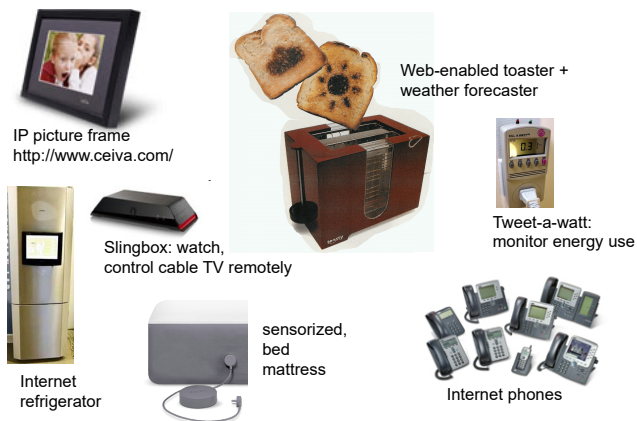 Web-enabled toaster +
weather forecaster
IP picture frame
http://www.ceiva.com/
Tweet-a-watt:
monitor energy use
Slingbox: watch,
control cable TV remotely
sensorized,
bed
mattress
Internet
refrigerator
Internet phones